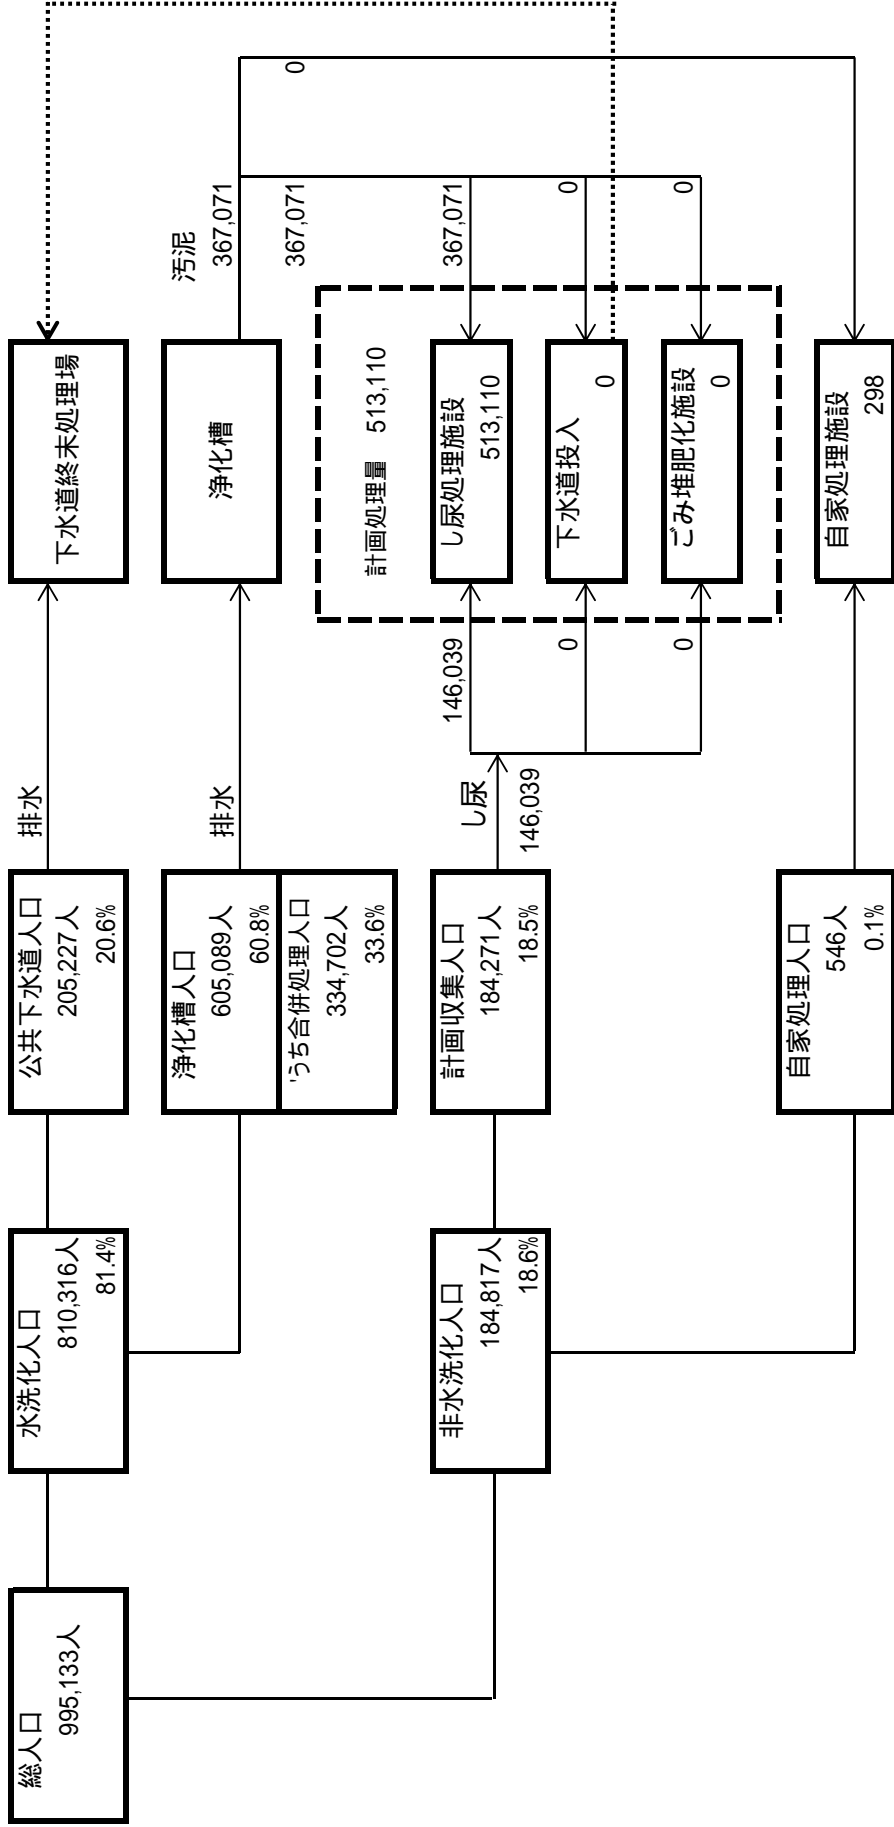 総人口
995,133人
水洗化人口
810,316人
81.4%
非水洗化人口
184,817人
18.6%
公共下水道人口
205,227人
20.6%
浄化槽人口
605,089人
60.8%
'うち合併処理人口
334,702人
33.6%
計画収集人口
184,271人
18.5%
自家処理人口
546人
0.1%
排水
排水
し尿
146,039
146,039
0
0
下水道終末処理場
浄化槽
計画処理量 513,110
し尿処理施設
513,110
下水道投入
0
ごみ堆肥化施設
0
自家処理施設
298
汚泥
367,071
367,071
367,071
0
0
0